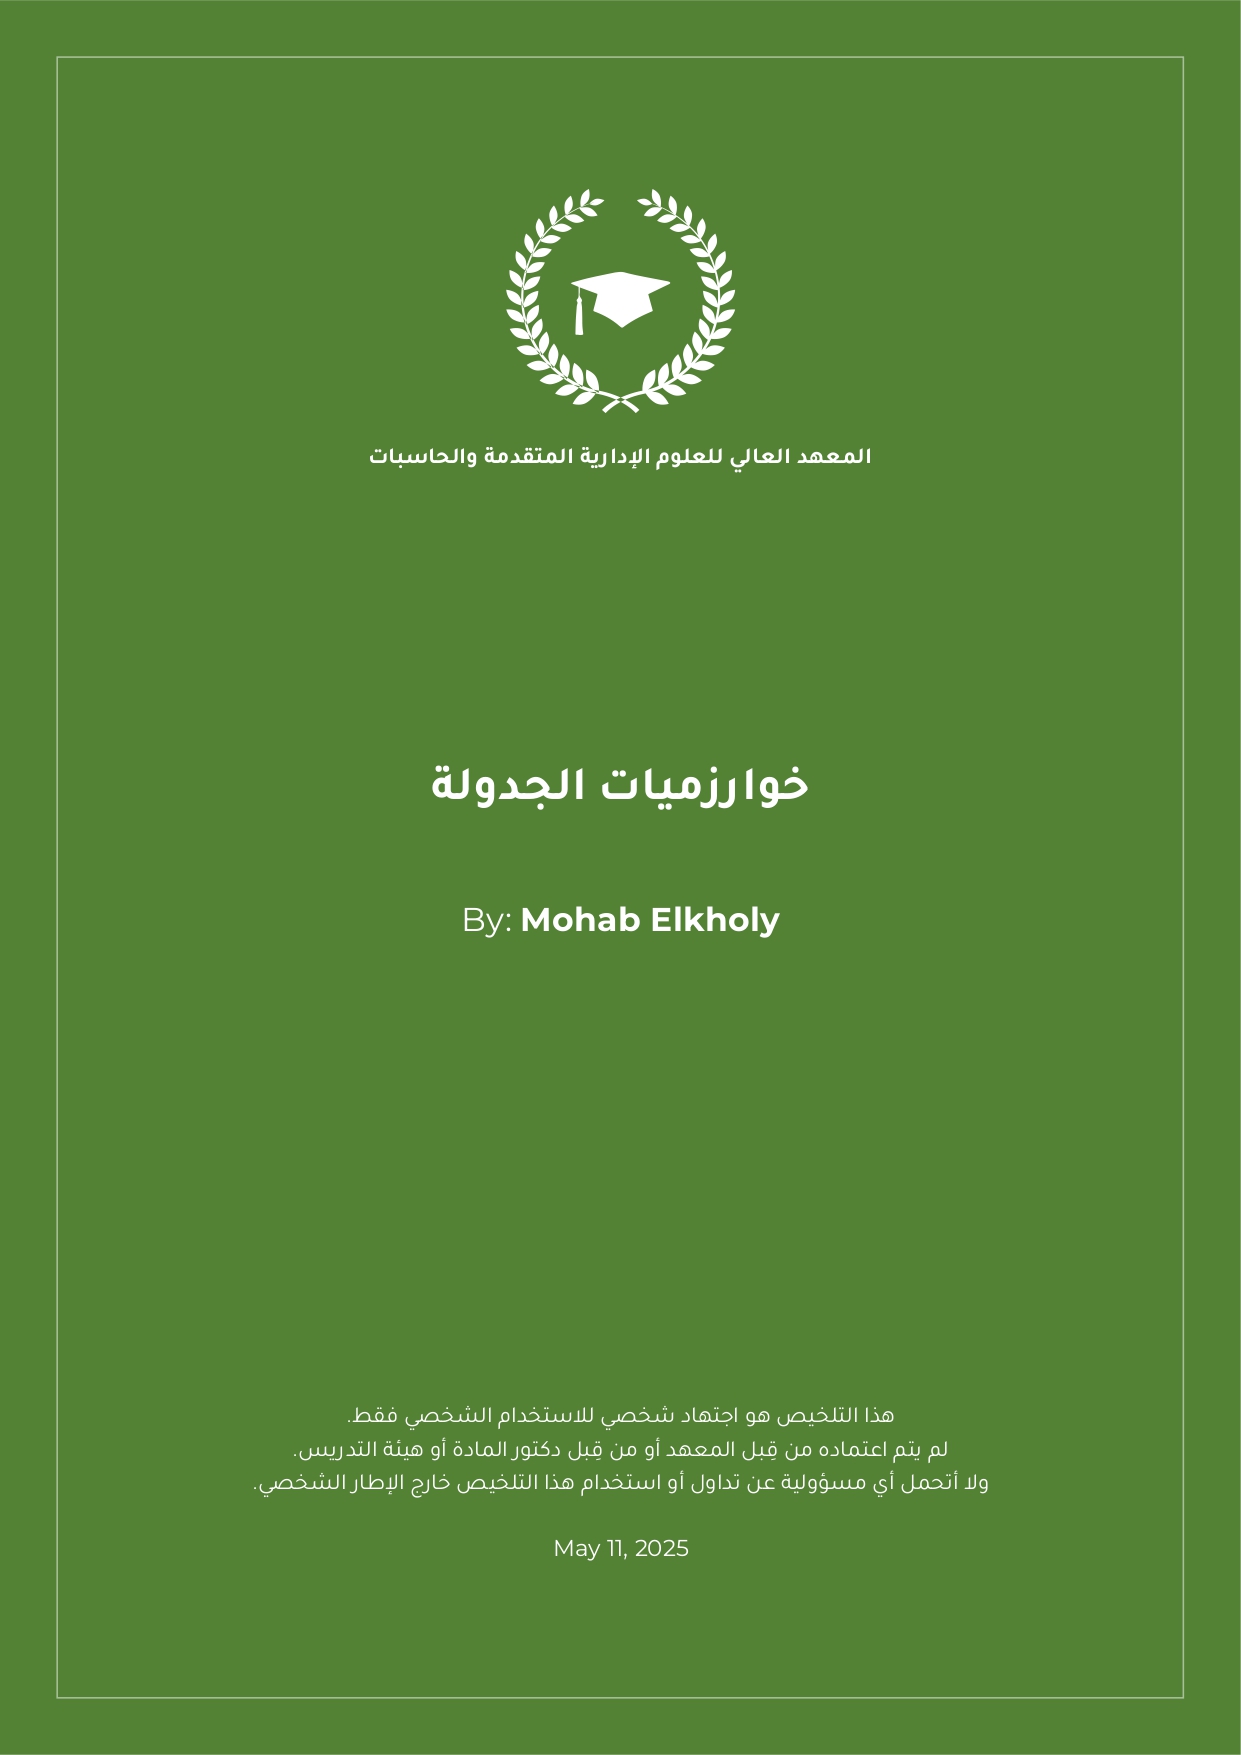 المعهد العالي للعلوم الإدارية المتقدمة والحاسبات
خوارزميات الجدولة
By: Mohab Elkholy
هذا التلخيص هو اجتهاد شخصي للاستخدام الشخصي فقط.
لم يتم اعتماده من قِبل المعهد أو من قِبل دكتور المادة أو هيئة التدريس.
ولا أتحمل أي مسؤولية عن تداول أو استخدام هذا التلخيص خارج الإطار الشخصي.
May 11, 2025